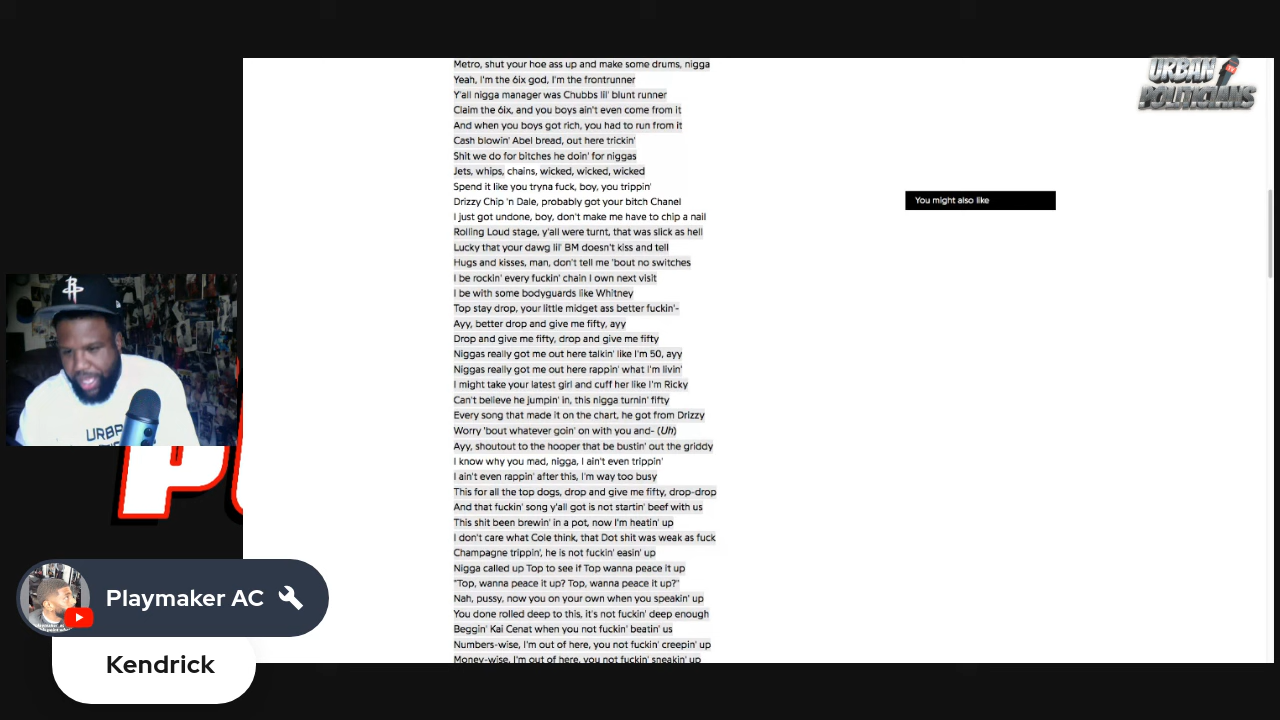 URBAN
POLITICIANS
Metro, shut your hoe ass up and make some drums, nigga
Yeah, I'm the 6ix god, I'm the frontrunner
Y'all nigga manager was Chubbs lil' blunt runner
Claim the 6ix, and you boys ain't even come from it
And when you boys got rich, you had to run from it
Cash blowin' Abel bread, out here trickin'
Shit we do for bitches he doin' for niggas
Jets, whips, chains, wicked, wicked, wicked
Spend it like you tryna fuck, boy, you trippin'
Drizzy Chip 'n Dale, probably got your bitch Chanel
I just got undone, boy, don't make me have to chip a nail
Rolling Loud stage, y'all were turnt, that was slick as hell
Lucky that your dawg lil' BM doesn't kiss and tell
Hugs and kisses, man, don't tell me 'bout no switches
I be rockin' every fuckin' chain I own next visit
I be with some bodyguards like Whitney
Top stay drop, your little midget ass better fuckin'-
Ayy, better drop and give me fifty, ayy
Drop and give me fifty, drop and give me fifty
Niggas really got me out here talkin' like I'm 50, ayy
Niggas really got me out here rappin' what I'm livin'
I might take your latest girl and cuff her like I'm Ricky
Can't believe he jumpin' in, this nigga turnin' fifty
Every song that made it on the chart, he got from Drizzy
Worry 'bout whatever goin' on with you and- (Uh)
Ayy, shoutout to the hooper that be bustin' out the griddy
I know why you mad, nigga, I ain't even trippin'
I ain't even rappin' after this, I'm way too busy
This for all the top dogs, drop and give me fifty, drop-drop
And that fuckin' song y'all got is not startin' beef with us
This shit been brewin' in a pot, now I'm heatin' up
I don't care what Cole think, that Dot shit was weak as fuck
Champagne trippin', he is not fuckin' easin' up
Nigga called up Top to see if Top wanna peace it up
"Top, wanna peace it up? Top, wanna peace it up?"
Nah, pussy, now you on your own when you speakin' up
You done rolled deep to this, it's not fuckin' deep enough
Beggin' Kai Cenat when you not fuckin' beatin' us
Numbers-wise, I'm out of here, you not fuckin' creepin' up
Money-wise, I'm out of here, you not fuckin' sneakin' up
You might also like
URBAN
Playmaker AC
Kendrick